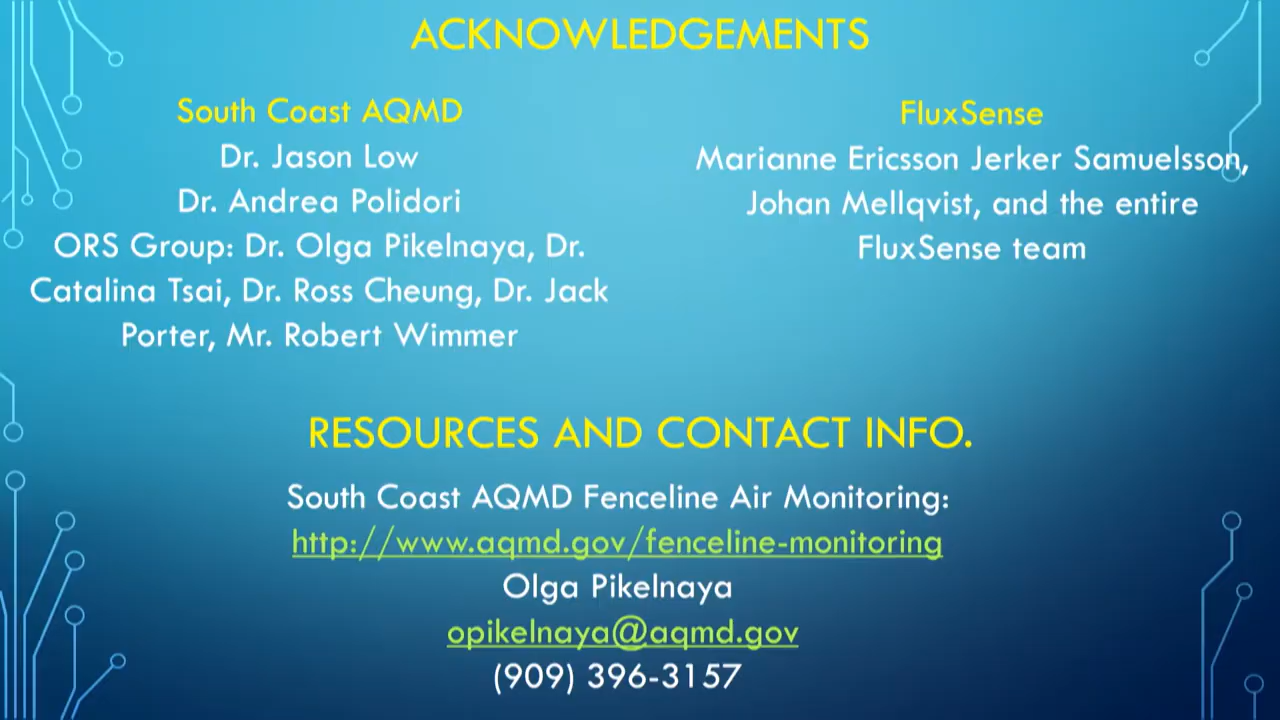 ACKNOWLEDGEMENTS
South Coast AQMD
Dr. Jason Low
Dr. Andrea Polidori
ORS Group: Dr. Olga Pikelnaya, Dr.
Catalina Tsai, Dr. Ross Cheung, Dr. Jack
Porter, Mr. Robert Wimmer
FluxSense
Marianne Ericsson Jerker Samuelsson,
Johan Mellqvist, and the entire
FluxSense team
RESOURCES AND CONTACT INFO.
South Coast AQMD Fenceline Air Monitoring:
http://www.aqmd.gov/fenceline-monitoring
Olga Pikelnaya
opikelnaya@aqmd.gov
(909) 396-3157